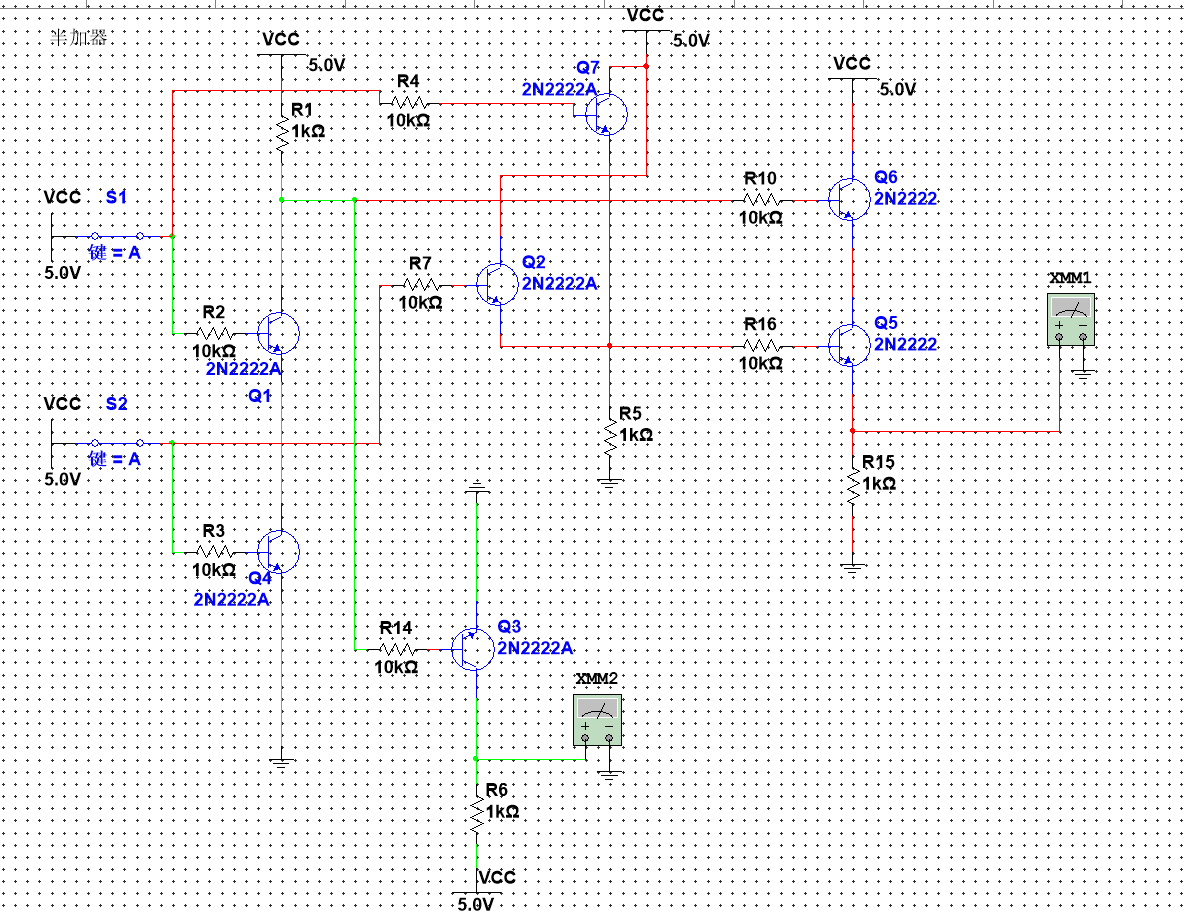 半加器
VCC
5.0V
R1
1kΩ
R4
10kΩ
VCC
5.0V
Q7
2N2222A
VCC
5.0V
VCC
S1
键 = A
5.0V
R10
10kΩ
Q6
2N2222
R7
10kΩ
Q2
2N2222A
R2
10kΩ
2N2222A
Q1
R16
10kΩ
Q5
2N2222
XMM1
+ −
VCC
S2
键 = A
5.0V
R5
1kΩ
R15
1kΩ
R3
10kΩ
Q4
2N2222A
R14
10kΩ
Q3
2N2222A
XMM2
+ −
R6
1kΩ
VCC
5.0V